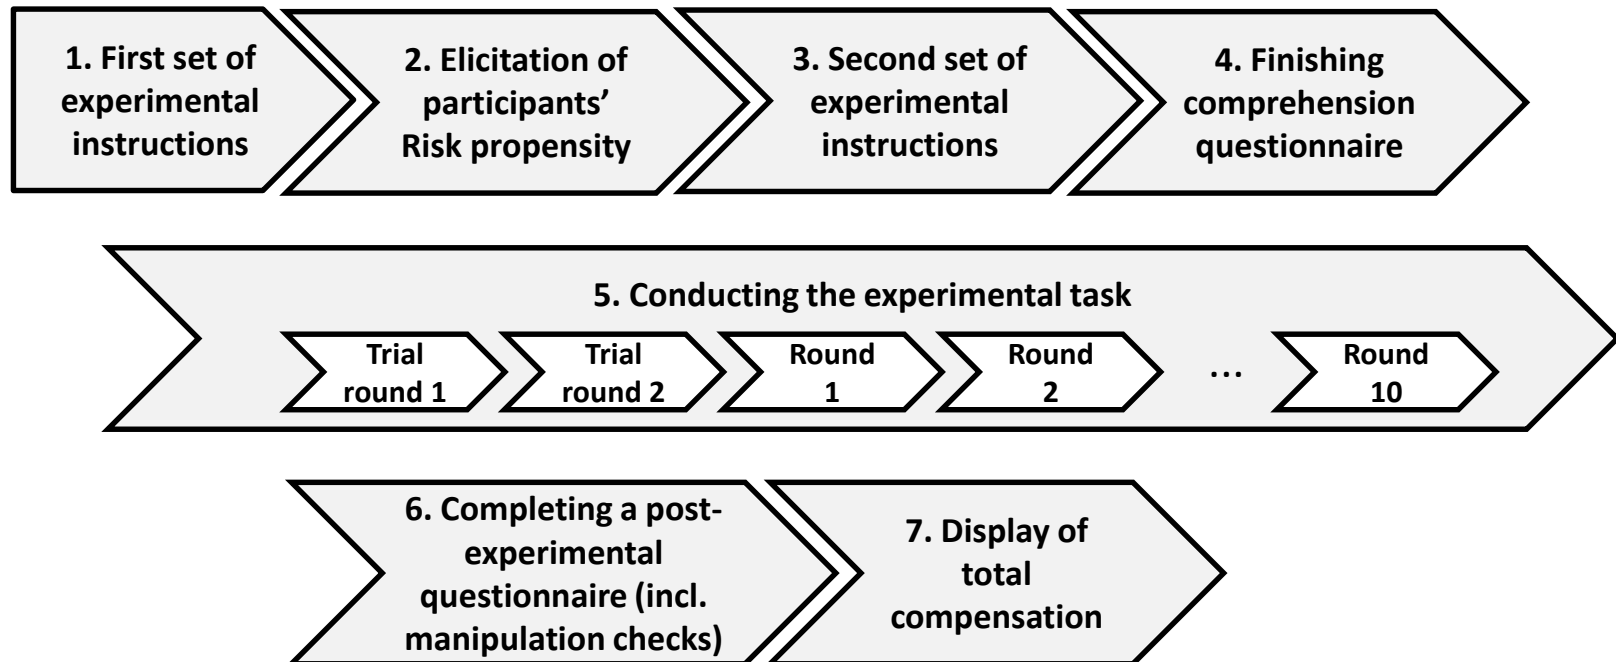 1. First set of
experimental
instructions
2. Elicitation of
participants’
Risk propensity
3. Second set of
experimental
instructions
4. Finishing
comprehension
questionnaire
5. Conducting the experimental task
Trial
round 1
Trial
round 2
Round
1
Round
2
...
Round
10
6. Completing a post-
experimental
questionnaire (incl.
manipulation checks)
7. Display of
total
compensation